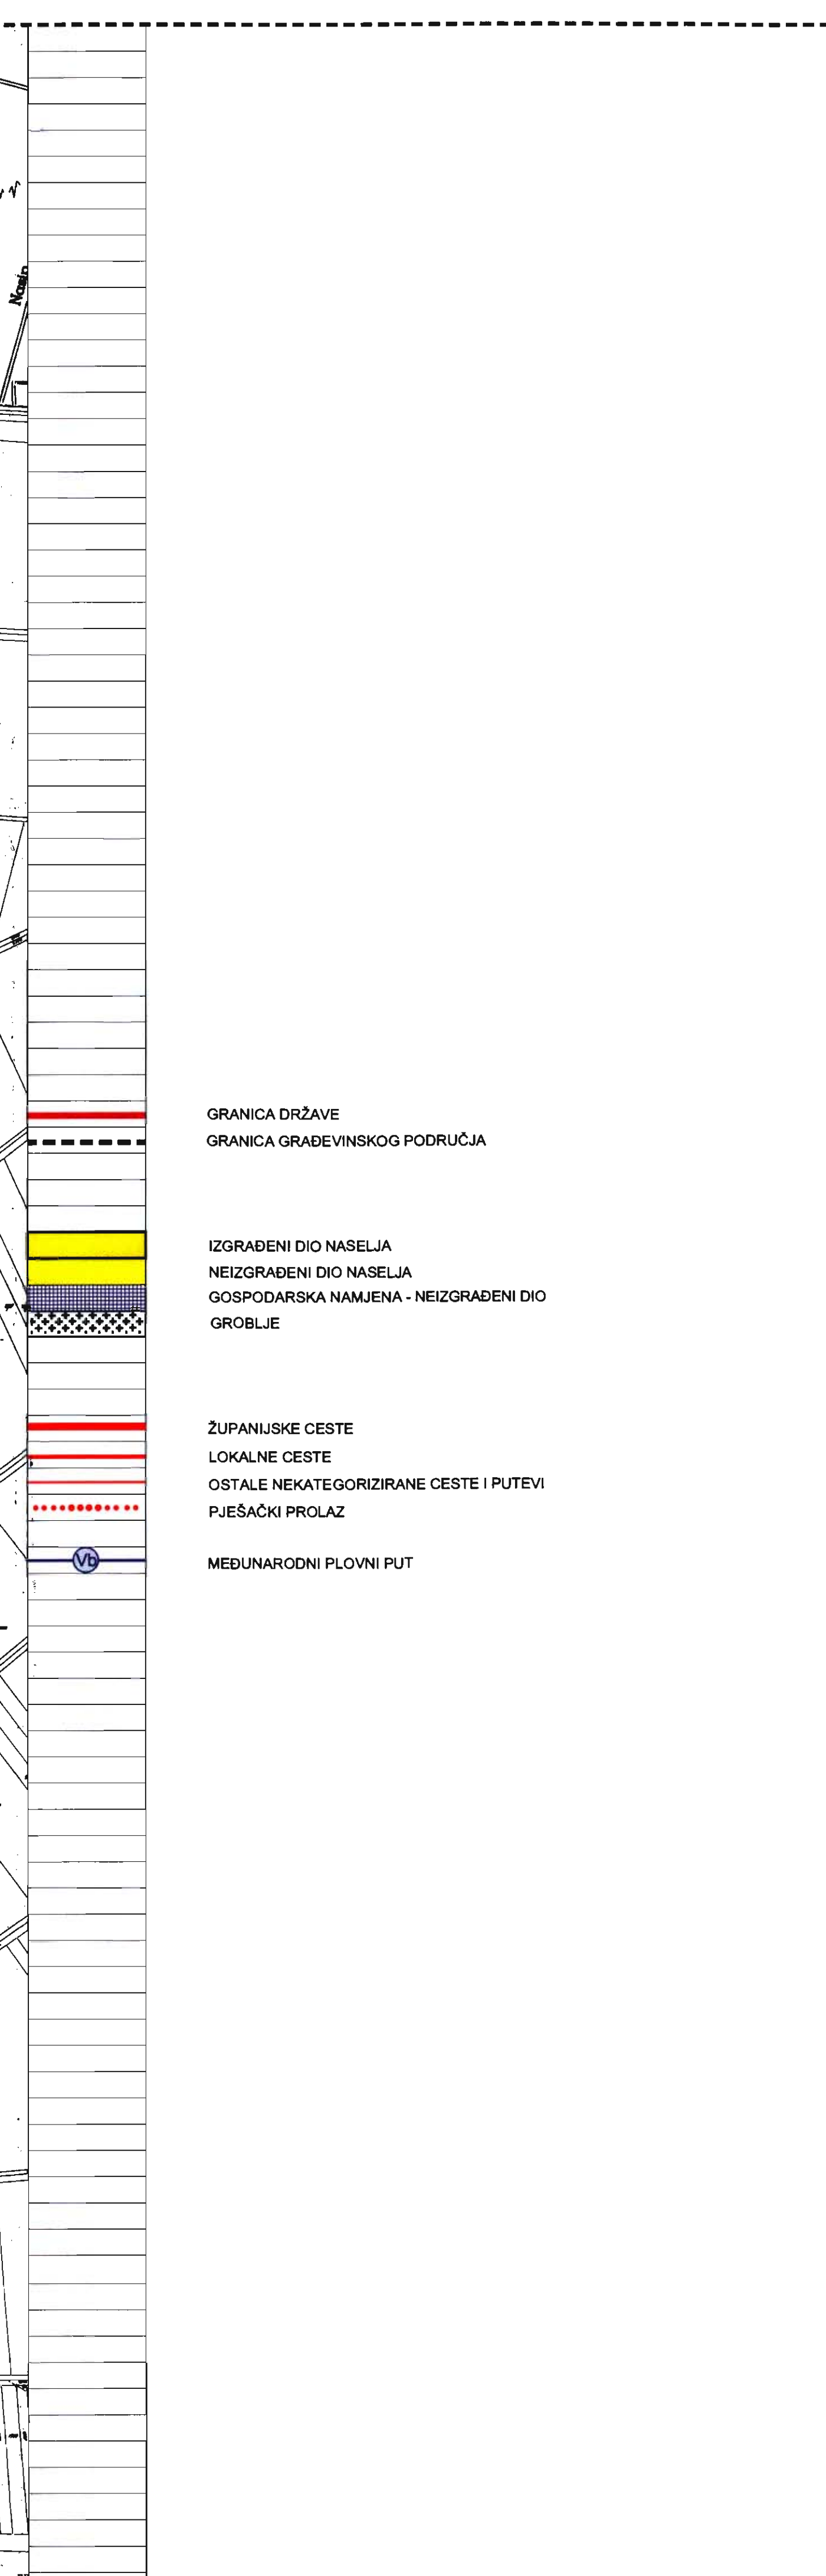 Nasip
GRANICA DRŽAVE
GRANICA GRAĐEVINSKOG PODRUČJA
IZGRAĐENI DIO NASELJA
NEIZGRAĐENI DIO NASELJA
GOSPODARSKA NAMJENA - NEIZGRAĐENI DIO
GROBLJE
ŽUPANIJSKE CESTE
LOKALNE CESTE
OSTALE NEKATEGORIZIRANE CESTE I PUTEVI
PJEŠAČKI PROLAZ
Vb
MEĐUNARODNI PLOVNI PUT